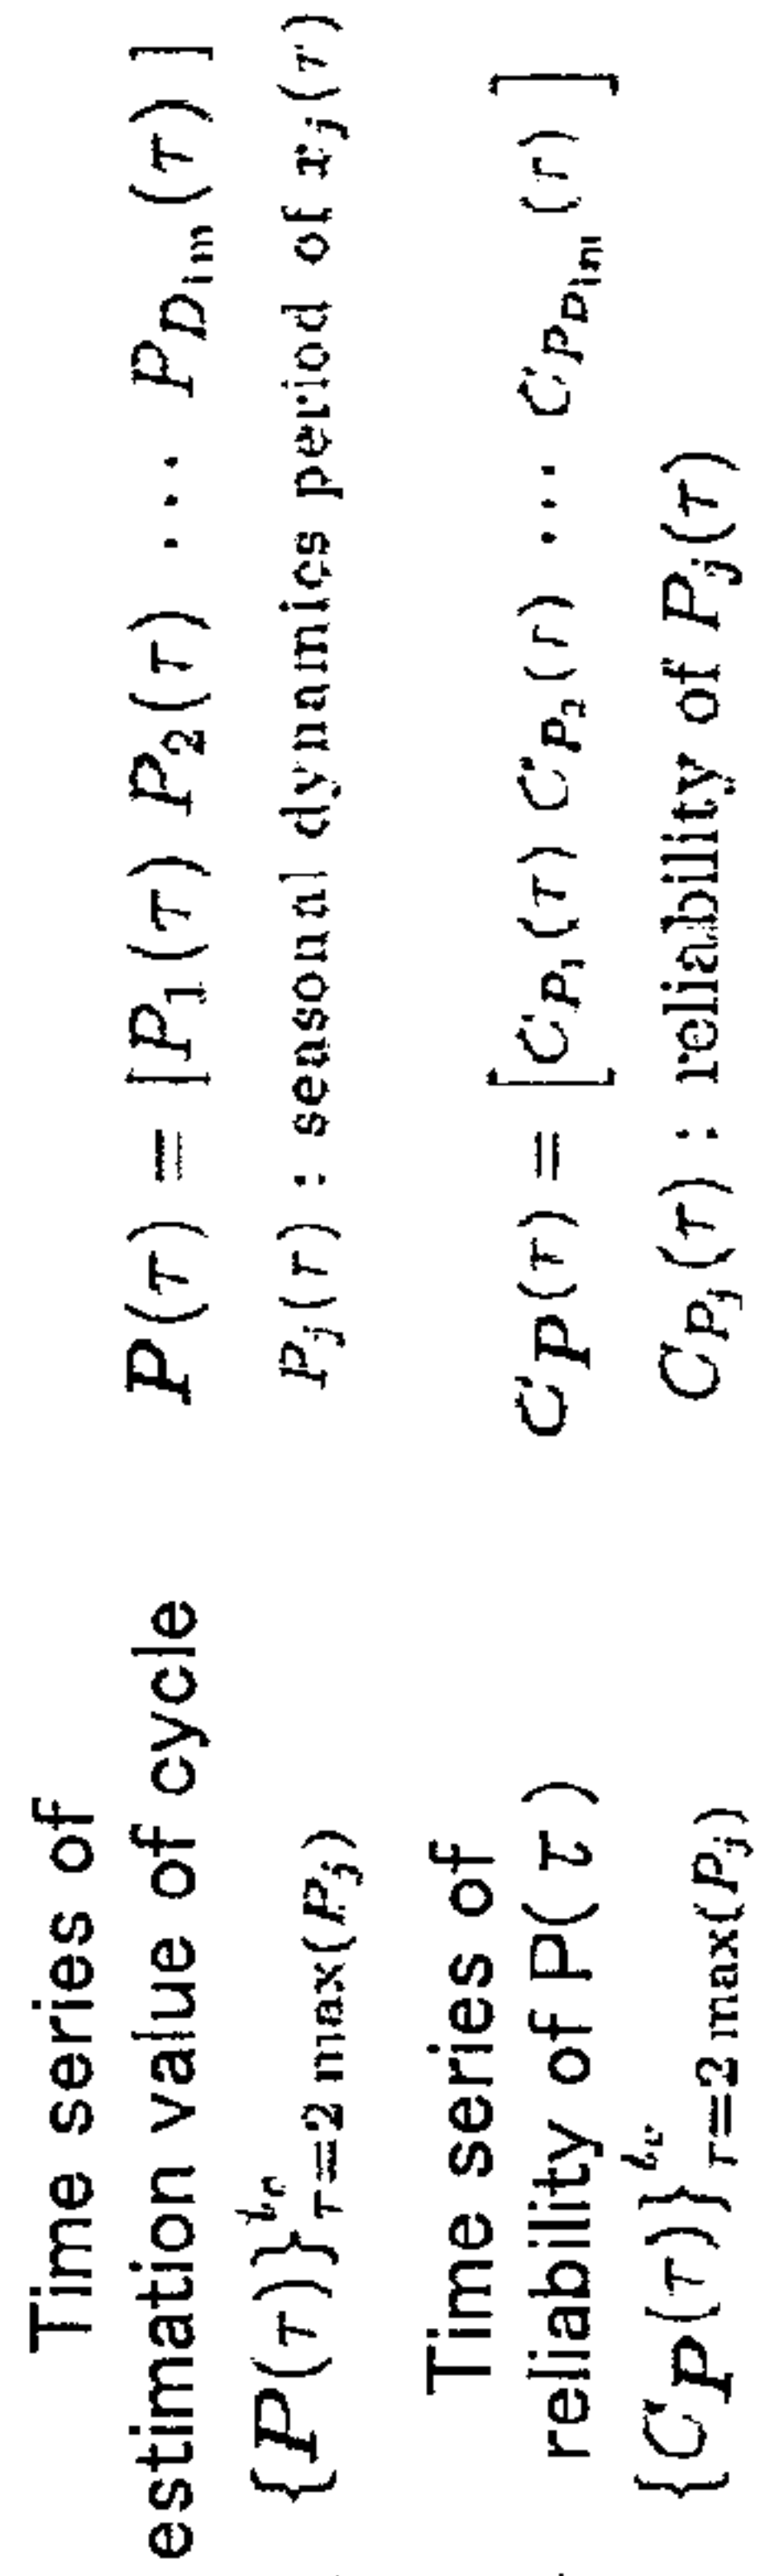 Time series of
estimation value of cycle
{P(τ)}^{t_c}_{τ=2 max(P_j)}
P(τ) = [P_1(τ) P_2(τ) ⋯ P_{D_{im}}(τ)]
P_j(τ) : seasonal dynamics period of x_j(τ)
Time series of
reliability of P(τ)
{C_P(τ)}^{t_c}_{τ=2 max(P_j)}
C_P(τ) = [C_{P_1}(τ) C_{P_2}(τ) ⋯ C_{P_{D_{im}}}(τ)]
C_{P_j}(τ) : reliability of P_j(τ)